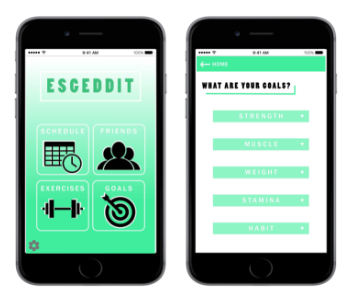 9:41 AM
100%
ESGEDDIT
SCHEDULE
FRIENDS
EXERCISES
GOALS
9:41 AM
100%
HOME
WHAT ARE YOUR GOALS?
STRENGTH
MUSCLE
WEIGHT
STAMINA
HABIT